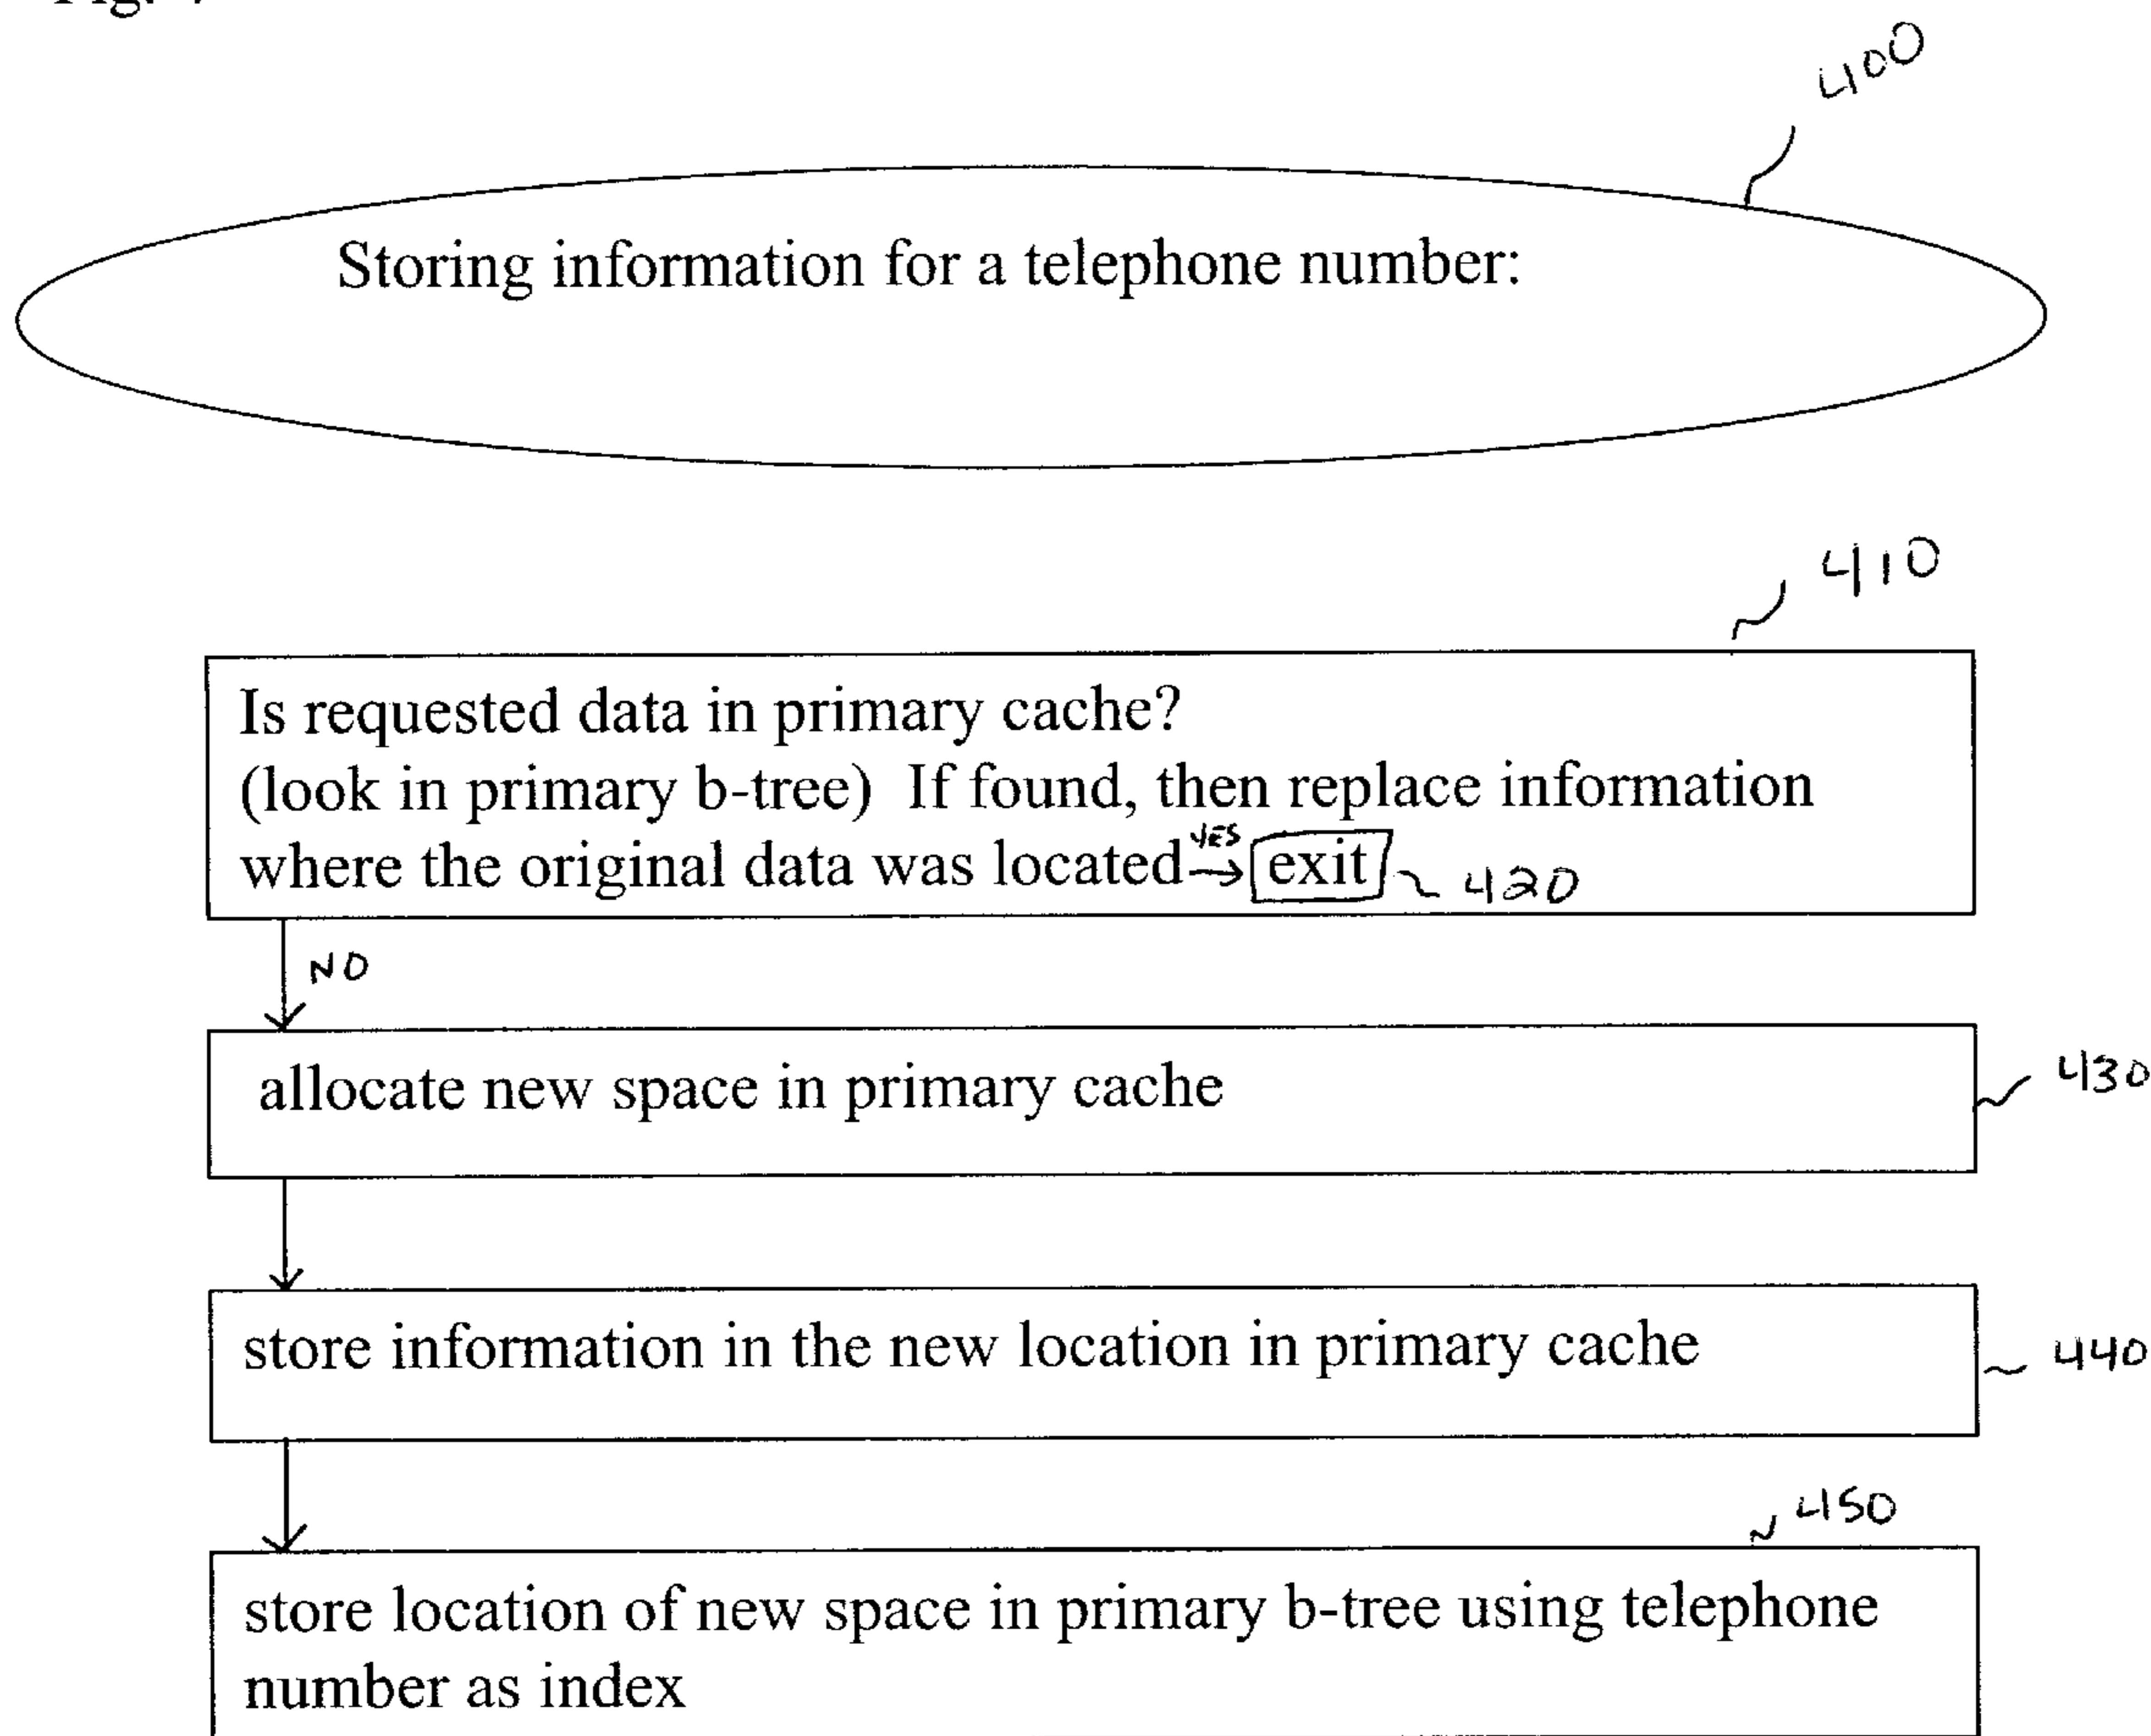 400
Storing information for a telephone number:
410
Is requested data in primary cache?
(look in primary b-tree)  If found, then replace information
where the original data was located YES → exit 420
NO
allocate new space in primary cache
430
store information in the new location in primary cache
440
450
store location of new space in primary b-tree using telephone
number as index